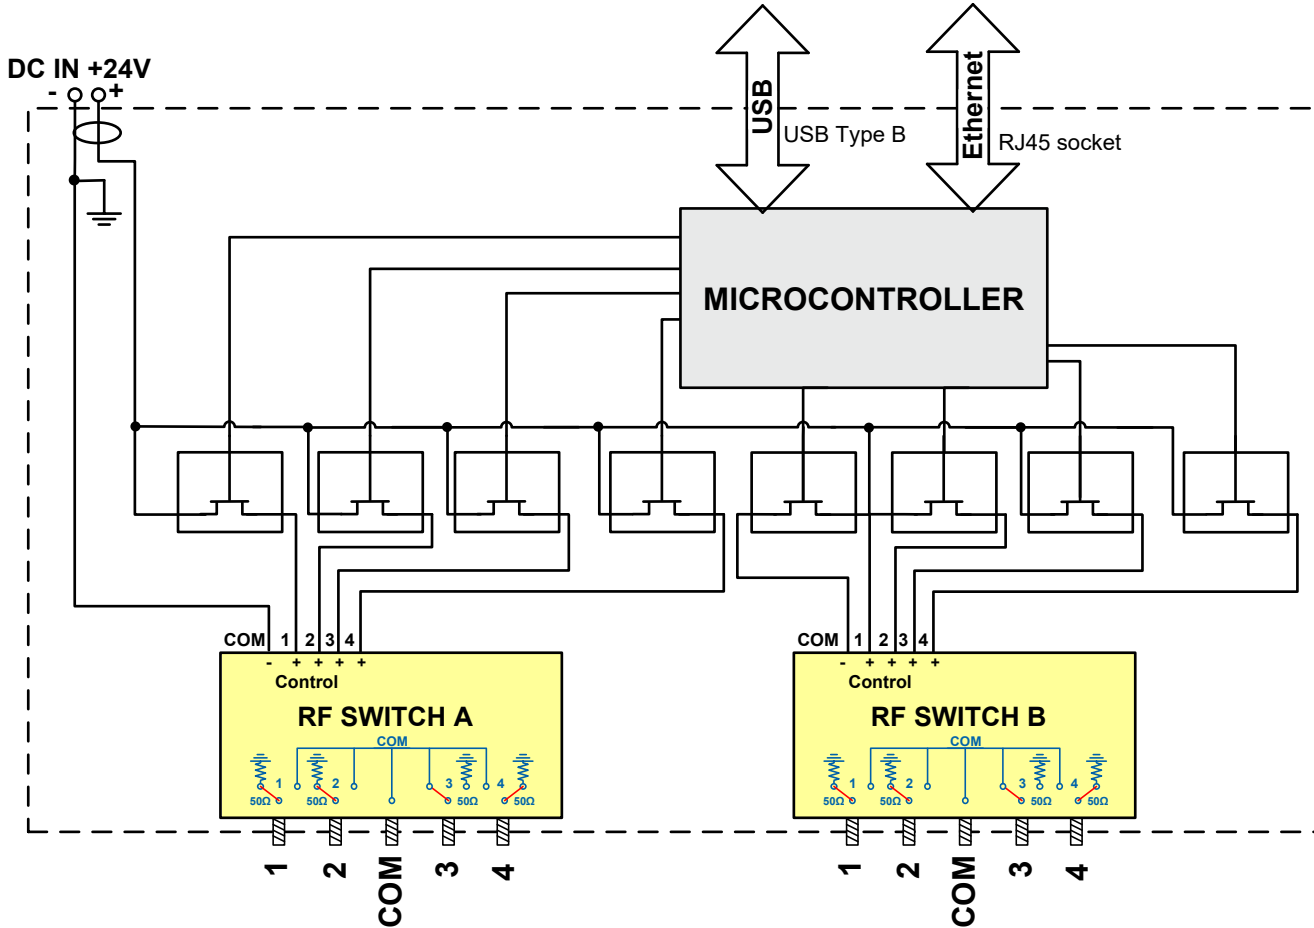 DC IN +24V
- +
USB
USB Type B
Ethernet
RJ45 socket
MICROCONTROLLER
COM 1 2 3 4
- + + + +
Control
RF SWITCH A
COM
1 2 3 4
50Ω 50Ω 50Ω 50Ω
1 2 COM 3 4
COM 1 2 3 4
- + + + +
Control
RF SWITCH B
COM
1 2 3 4
50Ω 50Ω 50Ω 50Ω
1 2 COM 3 4